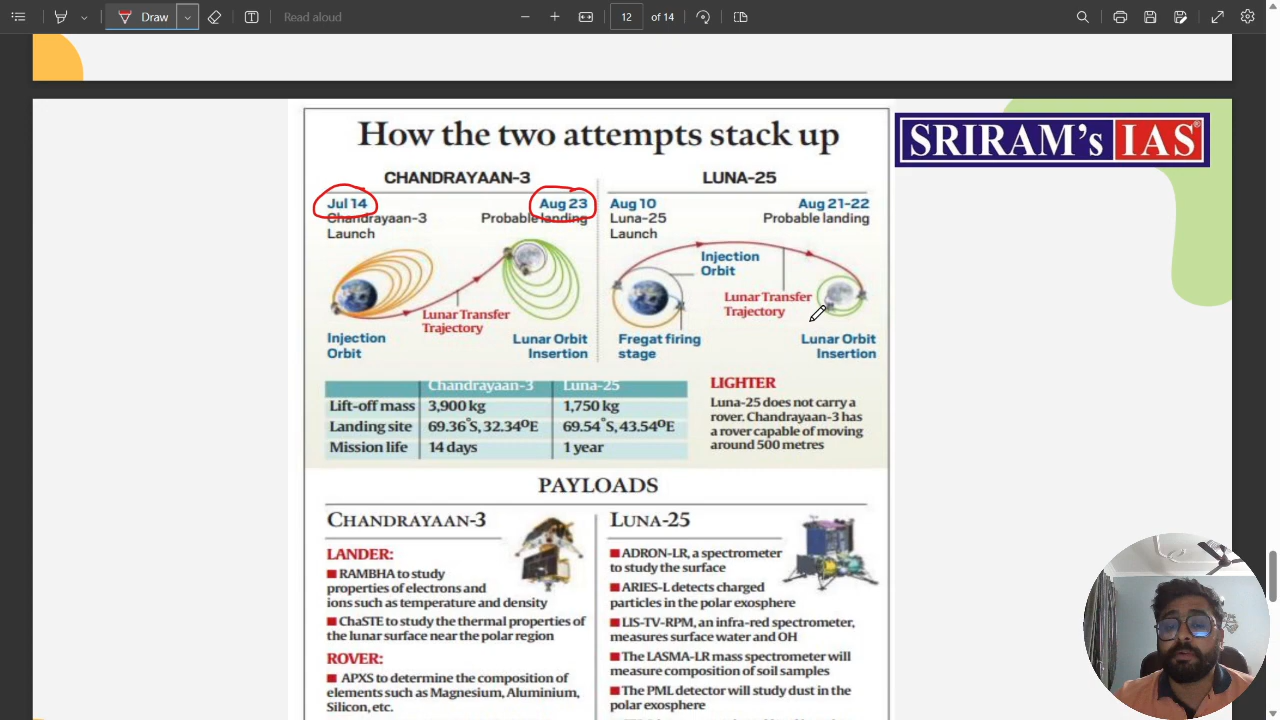 Draw
Read aloud
12
of 14
SRIRAM's IAS
How the two attempts stack up
CHANDRAYAAN-3
Jul 14
Chandrayaan-3
Launch
Aug 23
Probable landing
Lunar Transfer
Trajectory
Injection
Orbit
Lunar Orbit
Insertion
LUNA-25
Aug 10
Luna-25
Launch
Aug 21-22
Probable landing
Injection
Orbit
Lunar Transfer
Trajectory
Fregat firing
stage
Lunar Orbit
Insertion
Chandrayaan-3 Luna-25
Lift-off mass 3,900 kg 1,750 kg
Landing site 69.36°S, 32.34ºE 69.54°S, 43.54ºE
Mission life 14 days 1 year
LIGHTER
Luna-25 does not carry a
rover. Chandrayaan-3 has
a rover capable of moving
around 500 metres
PAYLOADS
CHANDRAYAAN-3
LANDER:
RAMBHA to study
properties of electrons and
ions such as temperature and density
ChaSTE to study the thermal properties of
the lunar surface near the polar region
ROVER:
APXS to determine the composition of
elements such as Magnesium, Aluminium,
Silicon, etc.
LUNA-25
ADRON-LR, a spectrometer
to study the surface
ARIES-L detects charged
particles in the polar exosphere
LIS-TV-RPM, an infra-red spectrometer,
measures surface water and OH
The LASMA-LR mass spectrometer will
measure composition of soil samples
The PML detector will study dust in the
polar exosphere